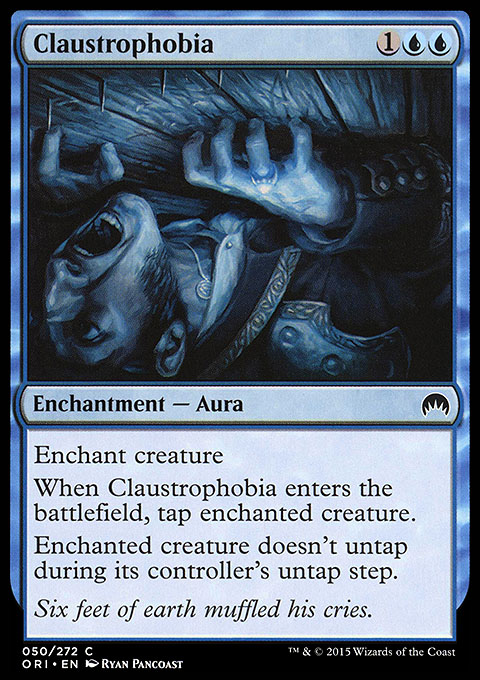 Claustrophobia 1
Enchantment — Aura
Enchant creature
When Claustrophobia enters the
battlefield, tap enchanted creature.
Enchanted creature doesn't untap
during its controller's untap step.
Six feet of earth muffled his cries.
050/272 C
ORI • EN Ryan Pancoast
™ & © 2015 Wizards of the Coast